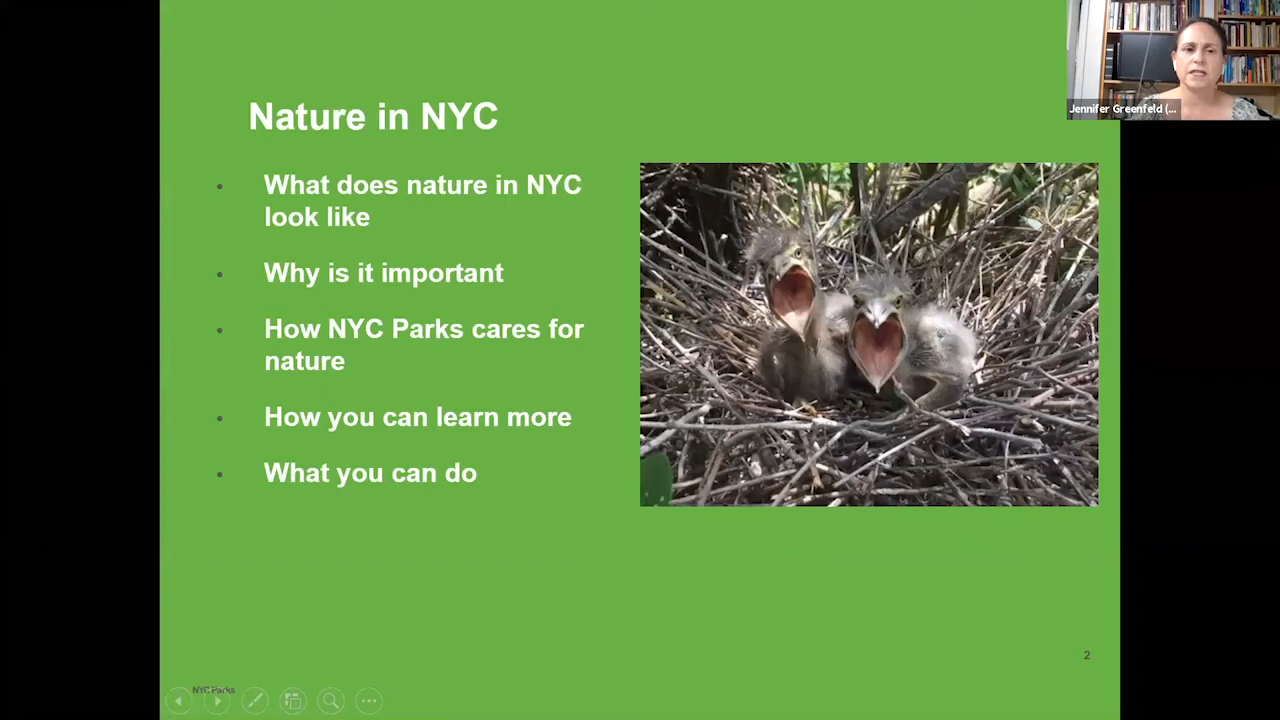 Jennifer Greenfeld (...
Nature in NYC
What does nature in NYC
look like
Why is it important
How NYC Parks cares for
nature
How you can learn more
What you can do
2
NYC Parks